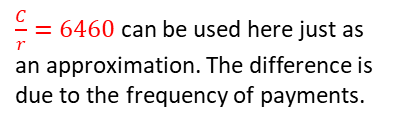 C/r = 6460 can be used here just as
an approximation. The difference is
due to the frequency of payments.